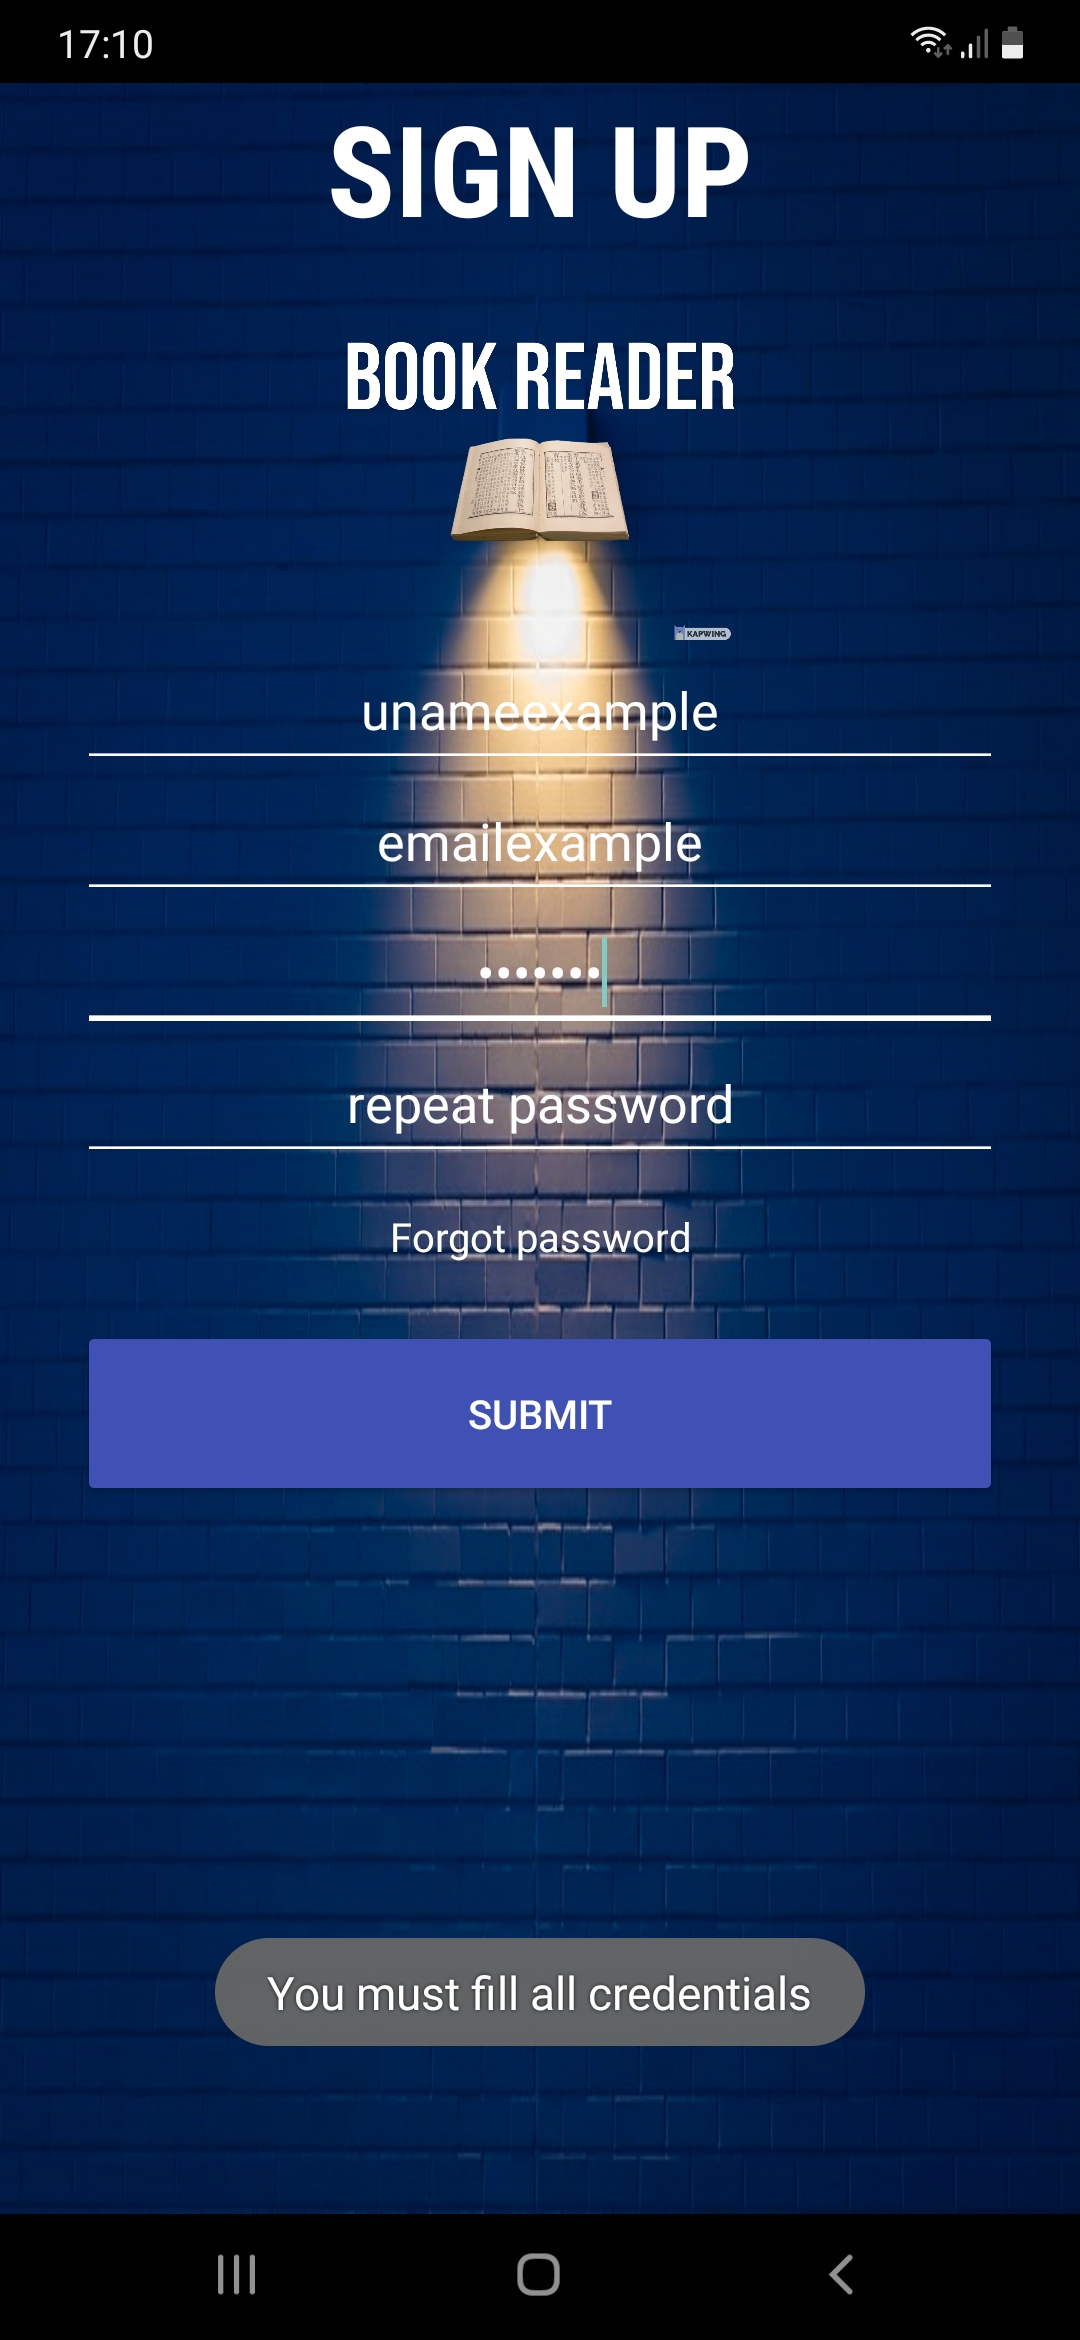 17:10
SIGN UP
BOOK READER
KAPWING
unameexample
emailexample
•••••••
repeat password
Forgot password
SUBMIT
You must fill all credentials